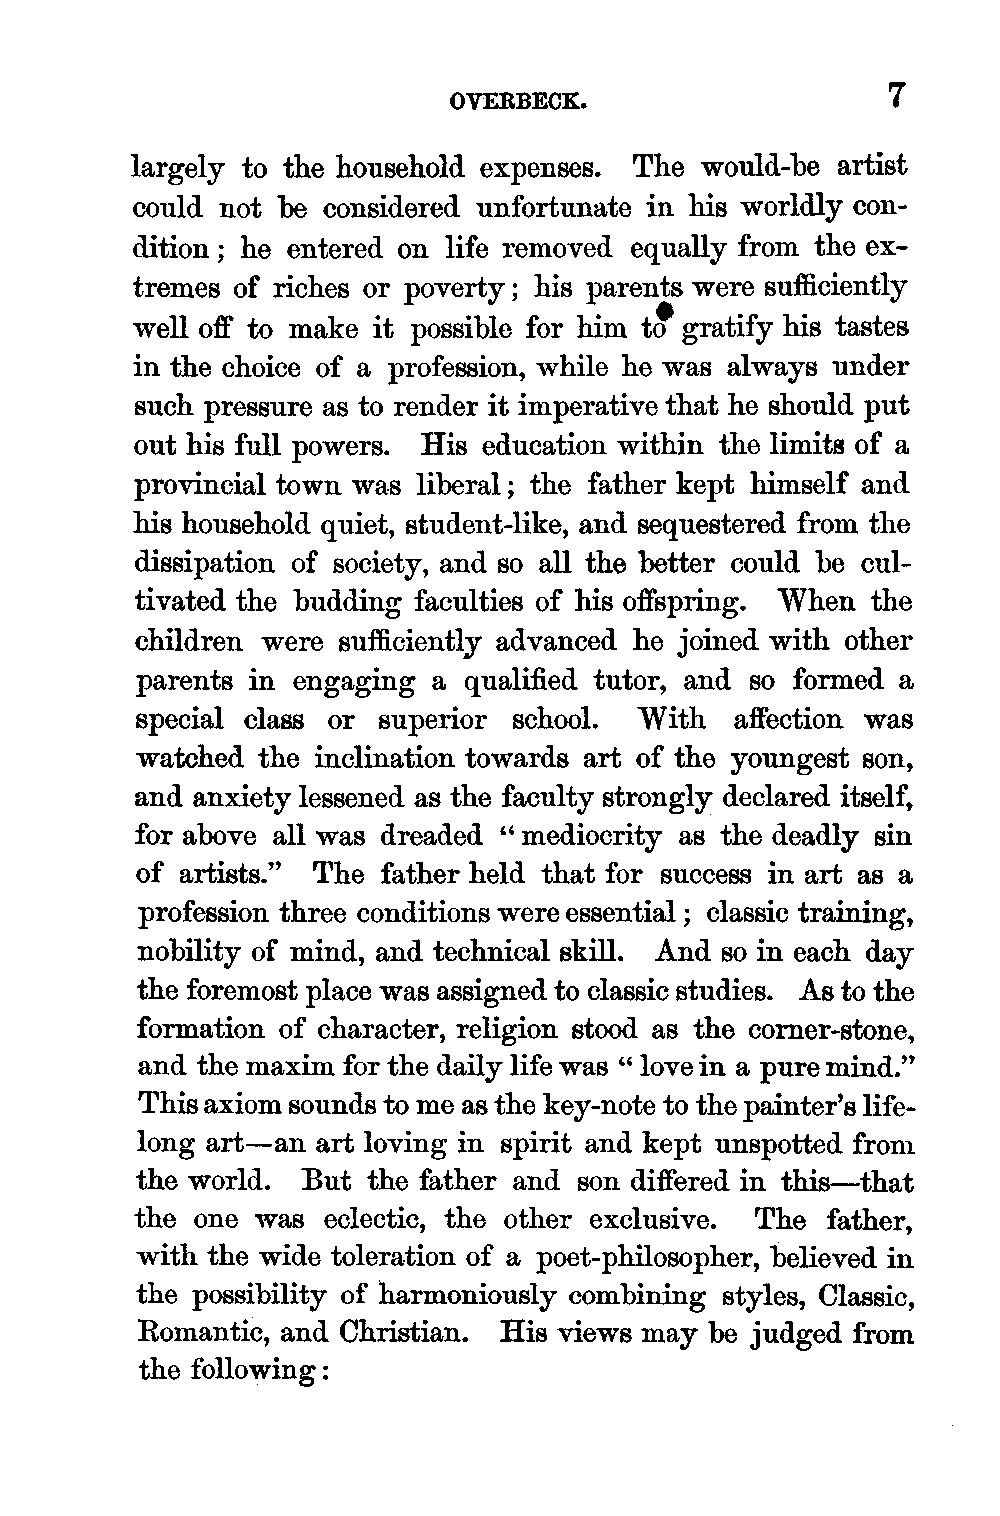 OVERBECK. 7
largely to the household expenses. The would-be artist
could not be considered unfortunate in his worldly con-
dition; he entered on life removed equally from the ex-
tremes of riches or poverty; his parents were sufficiently
well off to make it possible for him to gratify his tastes
in the choice of a profession, while he was always under
such pressure as to render it imperative that he should put
out his full powers. His education within the limits of a
provincial town was liberal; the father kept himself and
his household quiet, student-like, and sequestered from the
dissipation of society, and so all the better could be cul-
tivated the budding faculties of his offspring. When the
children were sufficiently advanced he joined with other
parents in engaging a qualified tutor, and so formed a
special class or superior school. With affection was
watched the inclination towards art of the youngest son,
and anxiety lessened as the faculty strongly declared itself,
for above all was dreaded “mediocrity as the deadly sin
of artists.” The father held that for success in art as a
profession three conditions were essential; classic training,
nobility of mind, and technical skill. And so in each day
the foremost place was assigned to classic studies. As to the
formation of character, religion stood as the corner-stone,
and the maxim for the daily life was “love in a pure mind.”
This axiom sounds to me as the key-note to the painter’s life-
long art—an art loving in spirit and kept unspotted from
the world. But the father and son differed in this—that
the one was eclectic, the other exclusive. The father,
with the wide toleration of a poet-philosopher, believed in
the possibility of harmoniously combining styles, Classic,
Romantic, and Christian. His views may be judged from
the following: